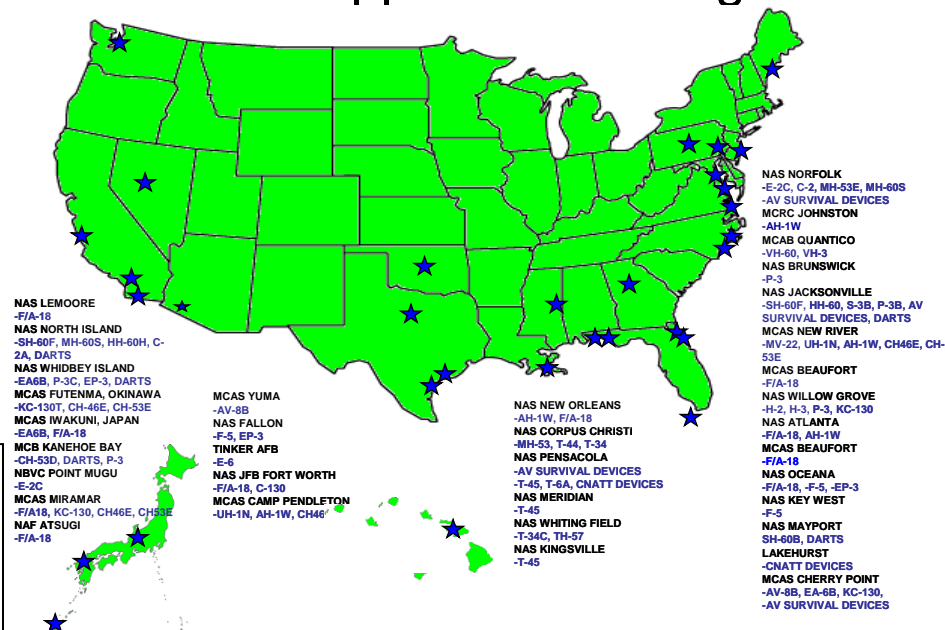 NAS LEMOORE
-F/A-18
NAS NORTH ISLAND
-SH-60F, MH-60S, HH-60H, C-
2A, DARTS
NAS WHIDBEY ISLAND
-EA6B, P-3C, EP-3, DARTS
MCAS FUTENMA, OKINAWA
-KC-130T, CH-46E, CH-53E
MCAS IWAKUNI, JAPAN
-EA6B, F/A-18
MCB KANEHOE BAY
-CH-53D, DARTS, P-3
NBVC POINT MUGU
-E-2C
MCAS MIRAMAR
-F/A18, KC-130, CH46E, CH53E
NAF ATSUGI
-F/A-18
MCAS YUMA
-AV-8B
NAS FALLON
-F-5, EP-3
TINKER AFB
-E-6
NAS JFB FORT WORTH
-F/A-18, C-130
MCAS CAMP PENDLETON
-UH-1N, AH-1W, CH46
NAS NEW ORLEANS
-AH-1W, F/A-18
NAS CORPUS CHRISTI
-MH-53, T-44, T-34
NAS PENSACOLA
-AV SURVIVAL DEVICES
-T-45, T-6A, CNATT DEVICES
NAS MERIDIAN
-T-45
NAS WHITING FIELD
-T-34C, TH-57
NAS KINGSVILLE
-T-45
NAS NORFOLK
-E-2C, C-2, MH-53E, MH-60S
-AV SURVIVAL DEVICES
MCRC JOHNSTON
-AH-1W
MCAB QUANTICO
-VH-60, VH-3
NAS BRUNSWICK
-P-3
NAS JACKSONVILLE
-SH-60F, HH-60, S-3B, P-3B, AV
SURVIVAL DEVICES, DARTS
MCAS NEW RIVER
-MV-22, UH-1N, AH-1W, CH46E, CH-
53E
MCAS BEAUFORT
-F/A-18
NAS WILLOW GROVE
-H-2, H-3, P-3, KC-130
NAS ATLANTA
-F/A-18, AH-1W
MCAS BEAUFORT
-F/A-18
NAS OCEANA
-F/A-18, -F-5, -EP-3
NAS KEY WEST
-F-5
NAS MAYPORT
SH-60B, DARTS
LAKEHURST
-CNATT DEVICES
MCAS CHERRY POINT
-AV-8B, EA-6B, KC-130,
-AV SURVIVAL DEVICES